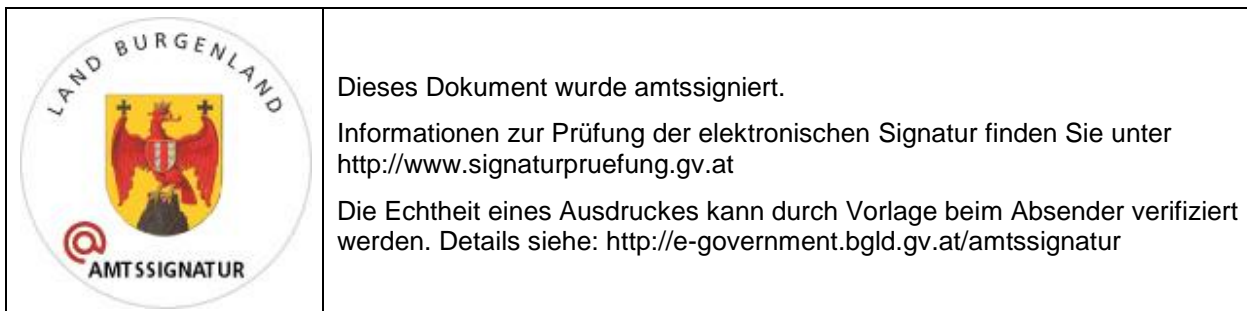 LAND BURGENLAND
AMTSSIGNATUR
Dieses Dokument wurde amtssigniert.
Informationen zur Prüfung der elektronischen Signatur finden Sie unter
http://www.signaturpruefung.gv.at
Die Echtheit eines Ausdruckes kann durch Vorlage beim Absender verifiziert
werden. Details siehe: http://e-government.bgld.gv.at/amtssignatur